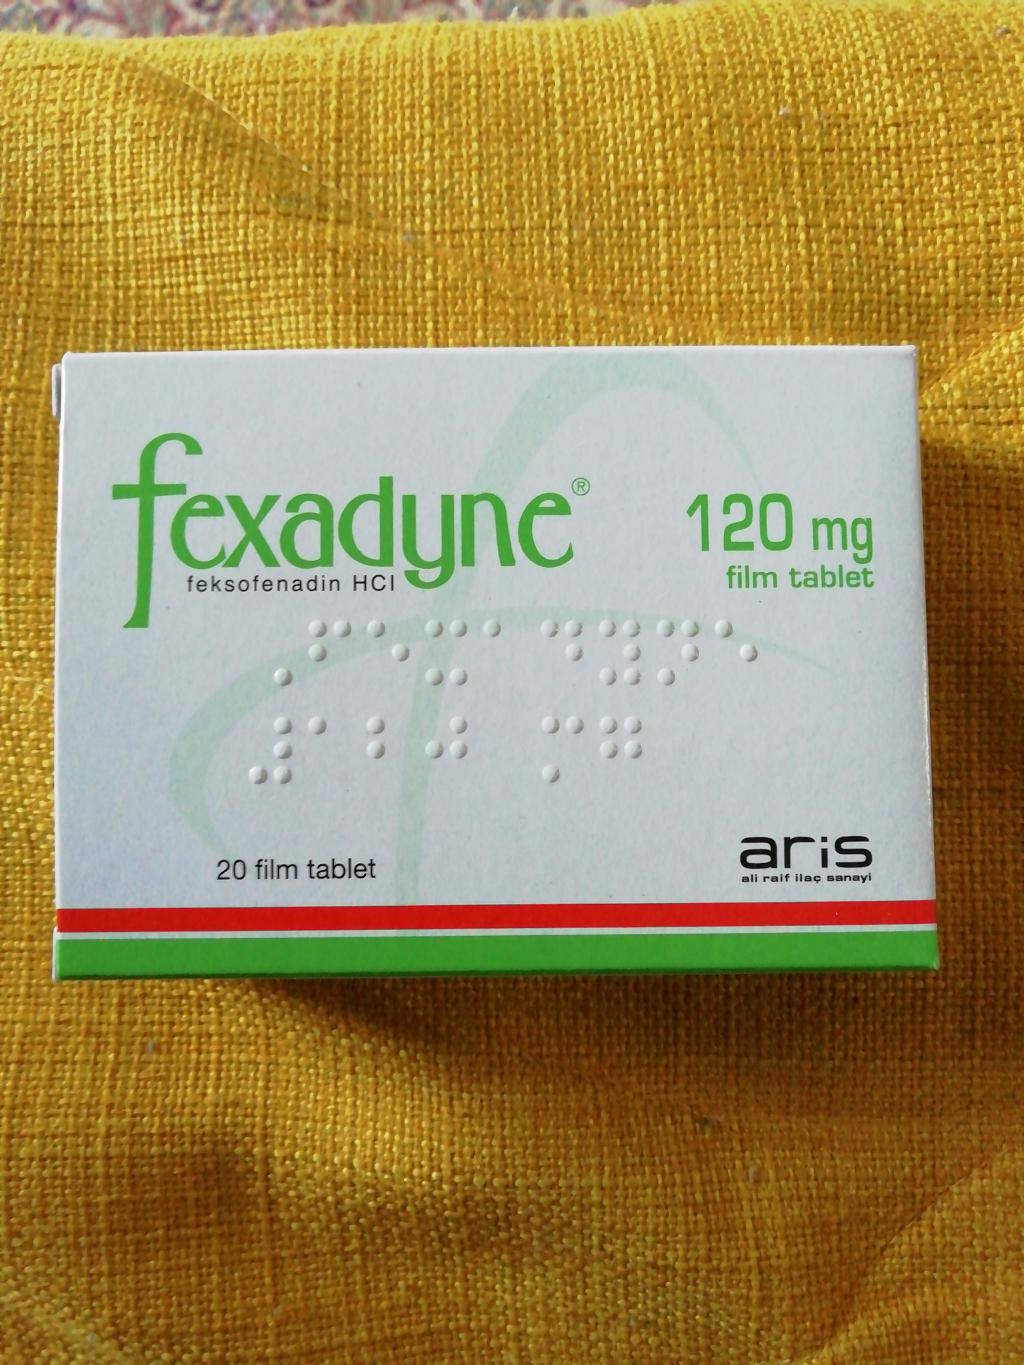 fexadyne®
feksofenadin HCl
120 mg
film tablet
⠠⠋⠑⠭⠁⠙⠽⠝⠑
⠼⠁⠃⠚ ⠍⠛
20 film tablet
aris
ali raif ilaç sanayi